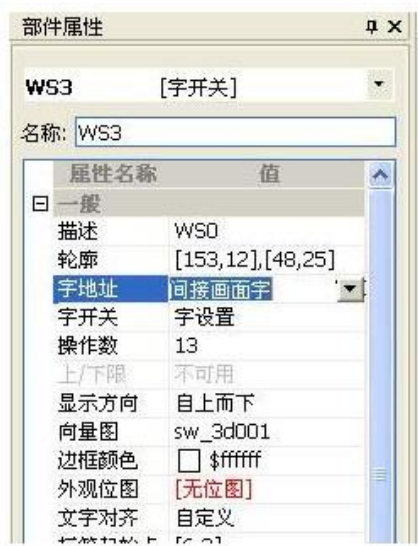 部件属性
WS3 [字开关]
名称: WS3
属性名称 值
一般
描述 WS0
轮廓 [153,12],[48,25]
字地址 间接画面字
字开关 字设置
操作数 13
上/下限 不可用
显示方向 自上而下
向量图 sw_3d001
边框颜色 $ffffff
外观位图 [无位图]
文字对齐 自定义